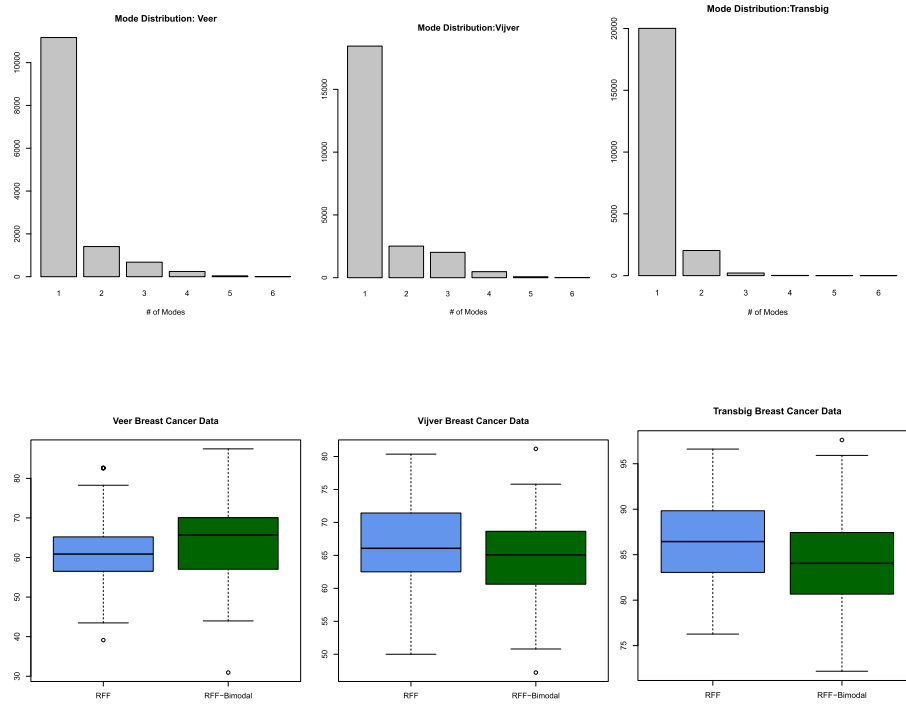 Mode Distribution: Veer
10000
8000
6000
4000
2000
0
1 2 3 4 5 6
# of Modes
Mode Distribution:Vijver
15000
10000
5000
0
1 2 3 4 5 6
# of Modes
Mode Distribution:Transbig
20000
15000
10000
5000
0
1 2 3 4 5 6
# of Modes
Veer Breast Cancer Data
80
70
60
50
40
30
RFF RFF-Bimodal
Vijver Breast Cancer Data
80
75
70
65
60
55
50
RFF RFF-Bimodal
Transbig Breast Cancer Data
95
90
85
80
75
RFF RFF-Bimodal